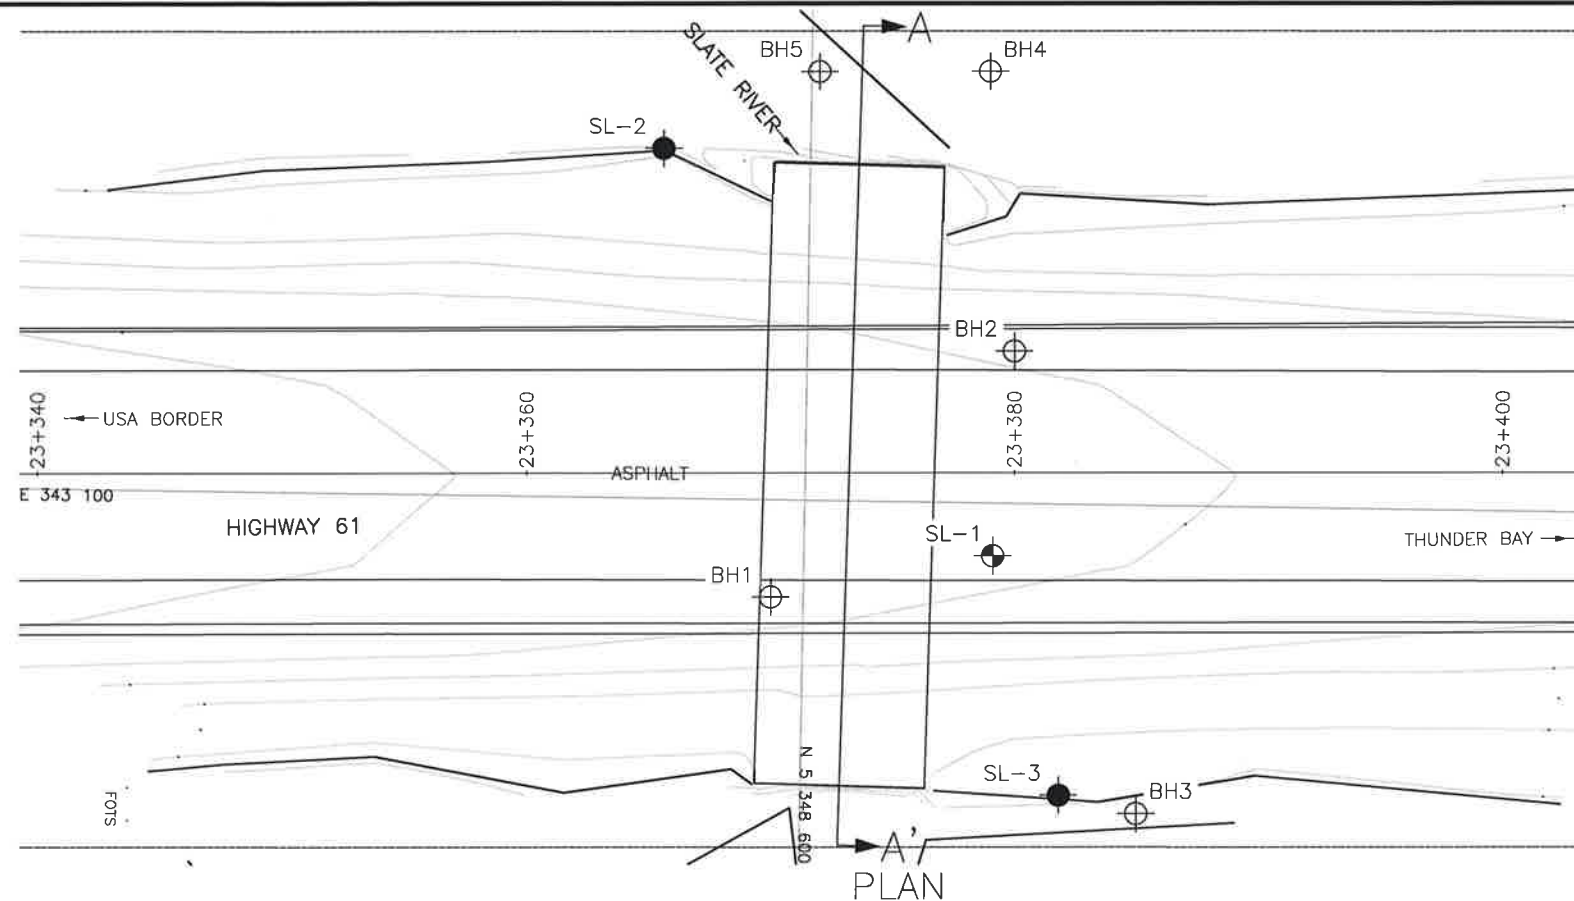 A
BH5
BH4
SLATE RIVER
SL-2
BH2
23+340
USA BORDER
23+360
23+380
23+400
ASPHALT
E 343 100
HIGHWAY 61
SL-1
THUNDER BAY
BH1
N 5 348 600
SL-3
BH3
FOTS
A'
PLAN